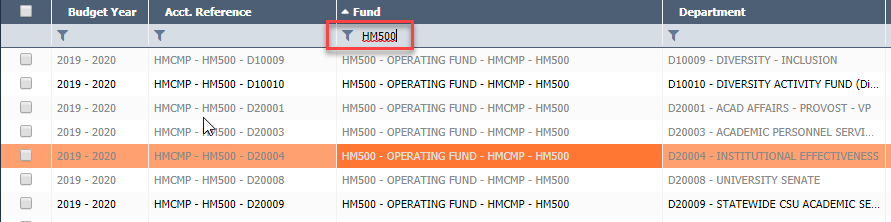 Budget Year Acct. Reference Fund Department
HM500
2019 - 2020 HMCMP - HM500 - D10009 HM500 - OPERATING FUND - HMCMP - HM500 D10009 - DIVERSITY - INCLUSION
2019 - 2020 HMCMP - HM500 - D10010 HM500 - OPERATING FUND - HMCMP - HM500 D10010 - DIVERSITY ACTIVITY FUND (Di...
2019 - 2020 HMCMP - HM500 - D20001 HM500 - OPERATING FUND - HMCMP - HM500 D20001 - ACAD AFFAIRS - PROVOST - VP
2019 - 2020 HMCMP - HM500 - D20003 HM500 - OPERATING FUND - HMCMP - HM500 D20003 - ACADEMIC PERSONNEL SERVI...
2019 - 2020 HMCMP - HM500 - D20004 HM500 - OPERATING FUND - HMCMP - HM500 D20004 - INSTITUTIONAL EFFECTIVENESS
2019 - 2020 HMCMP - HM500 - D20008 HM500 - OPERATING FUND - HMCMP - HM500 D20008 - UNIVERSITY SENATE
2019 - 2020 HMCMP - HM500 - D20009 HM500 - OPERATING FUND - HMCMP - HM500 D20009 - STATEWIDE CSU ACADEMIC SE...